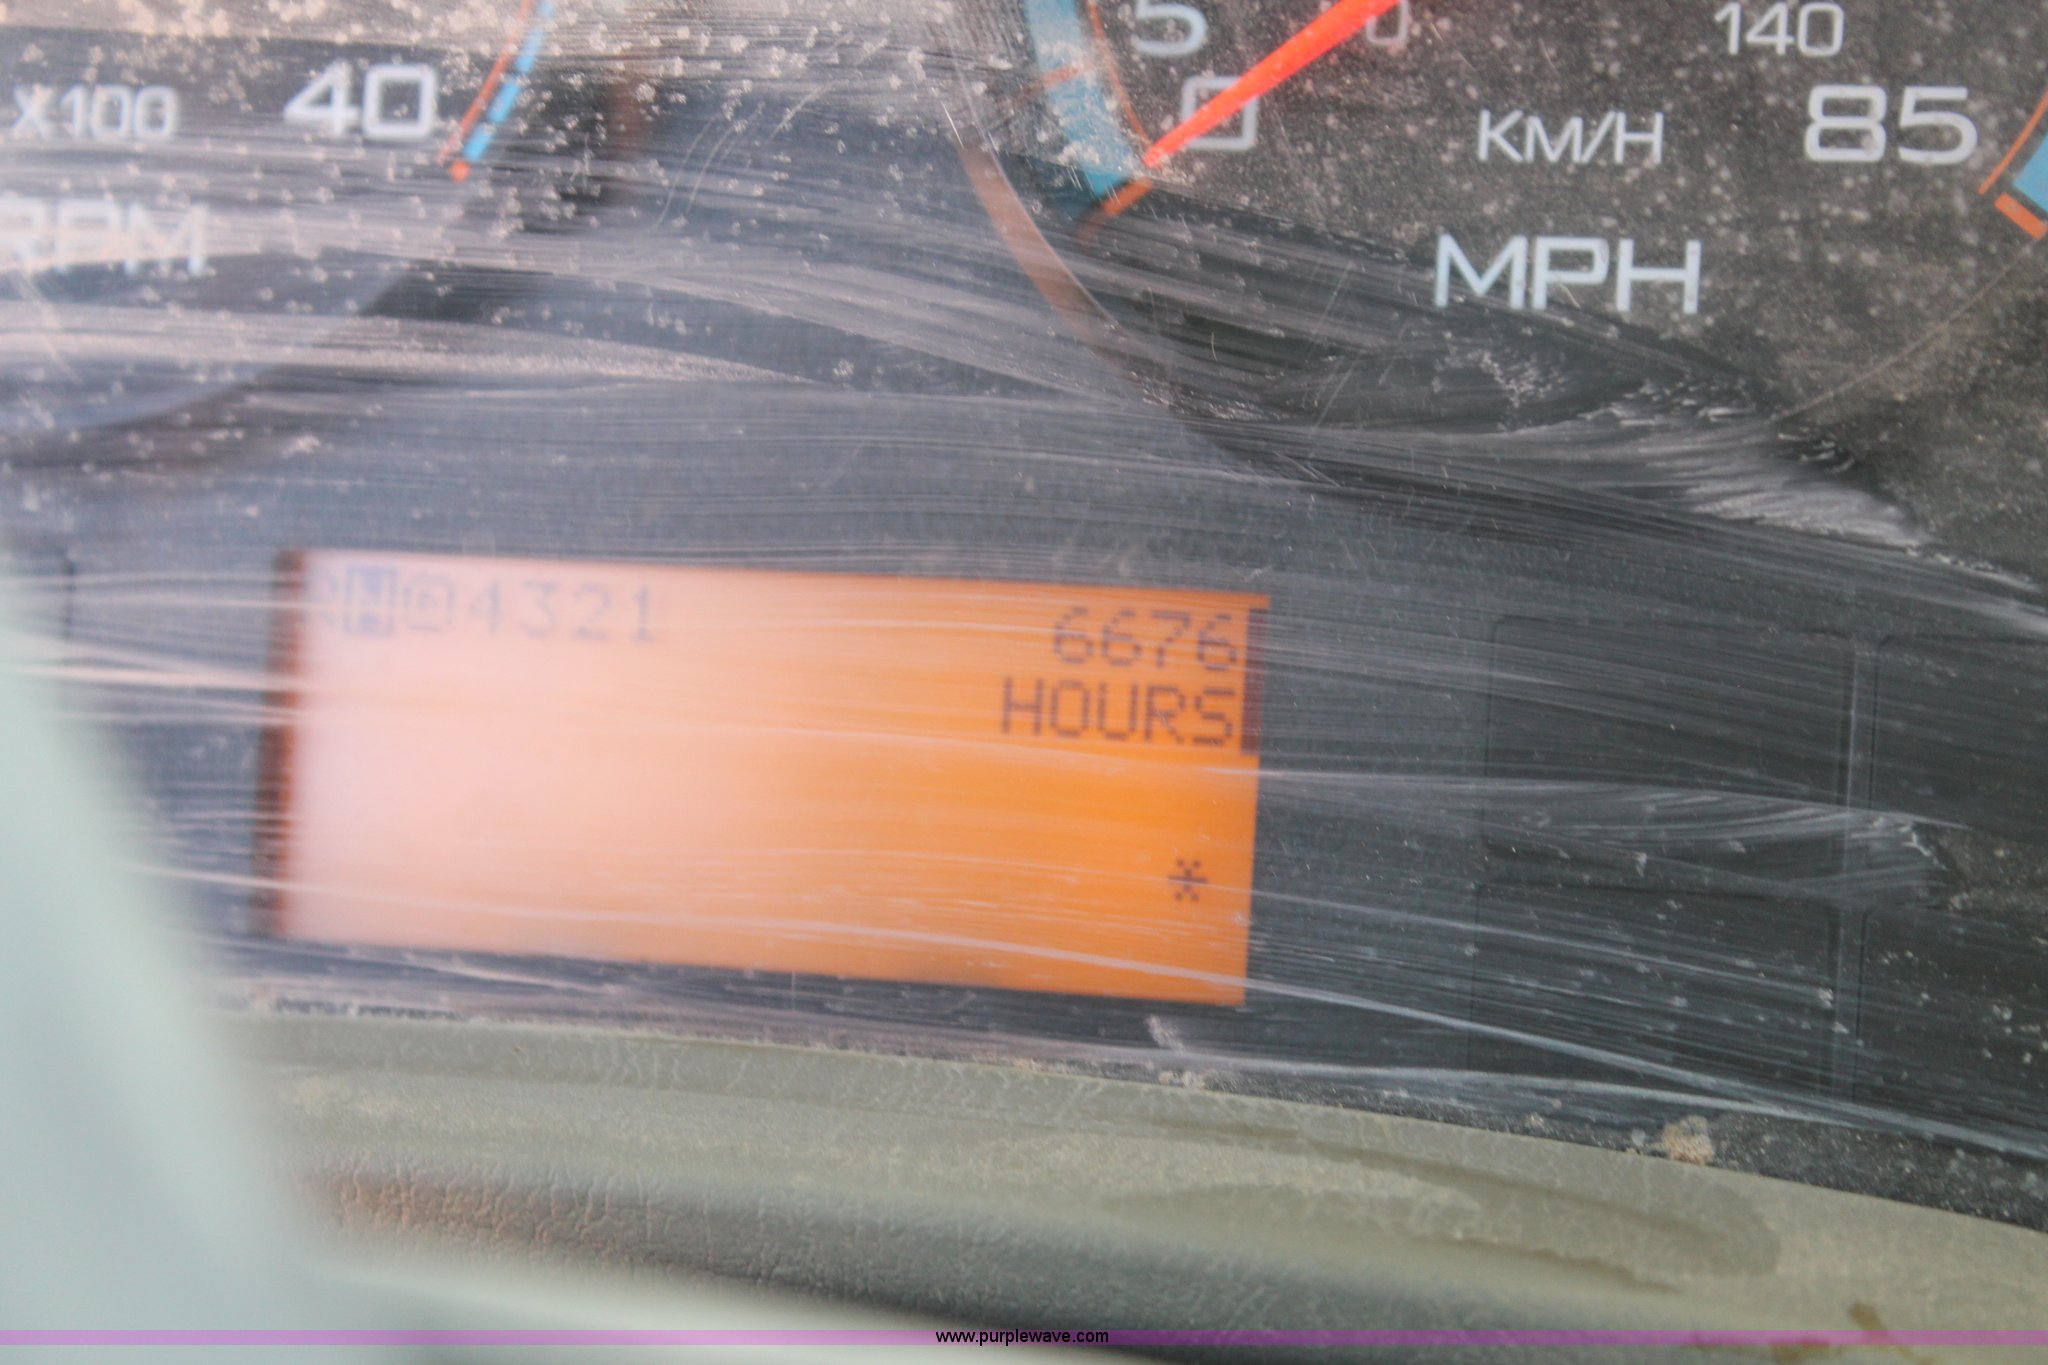 X100 40
RPM
5
0
0
140
KM/H
85
MPH
R N D 4321
6676
HOURS
*
www.purplewave.com